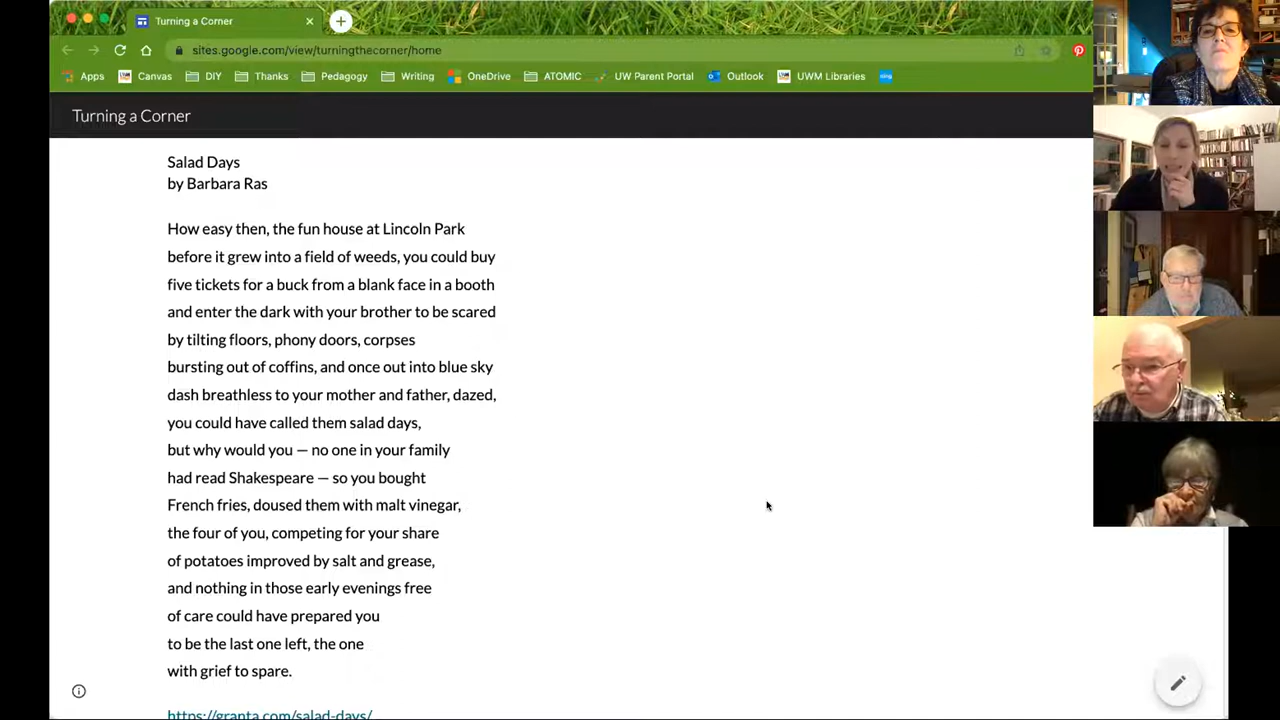 Turning a Corner
sites.google.com/view/turningthecorner/home
Apps Canvas DIY Thanks Pedagogy Writing OneDrive ATOMIC UW Parent Portal Outlook UWM Libraries
Turning a Corner
Salad Days
by Barbara Ras
How easy then, the fun house at Lincoln Park
before it grew into a field of weeds, you could buy
five tickets for a buck from a blank face in a booth
and enter the dark with your brother to be scared
by tilting floors, phony doors, corpses
bursting out of coffins, and once out into blue sky
dash breathless to your mother and father, dazed,
you could have called them salad days,
but why would you — no one in your family
had read Shakespeare — so you bought
French fries, doused them with malt vinegar,
the four of you, competing for your share
of potatoes improved by salt and grease,
and nothing in those early evenings free
of care could have prepared you
to be the last one left, the one
with grief to spare.
https://granta.com/salad-days/